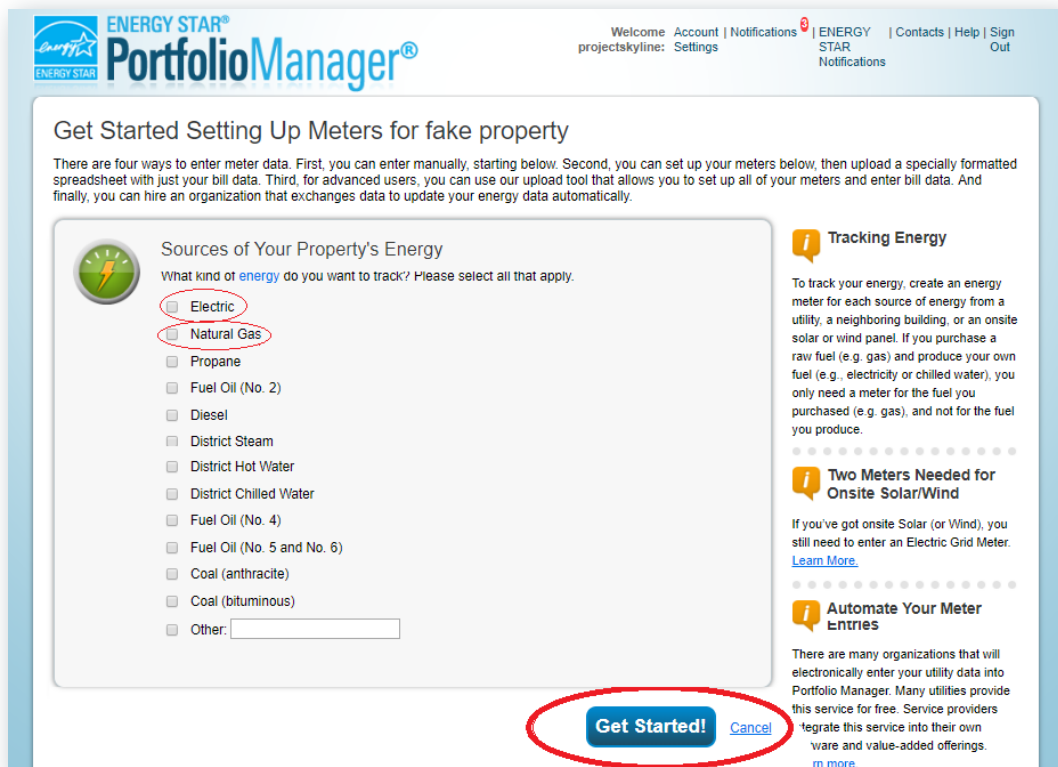 ENERGY STAR®
PortfolioManager®
energy
ENERGY STAR
Welcome projectskyline:
Account Settings | Notifications 3 | ENERGY STAR Notifications | Contacts | Help | Sign Out
Get Started Setting Up Meters for fake property
There are four ways to enter meter data. First, you can enter manually, starting below. Second, you can set up your meters below, then upload a specially formatted
spreadsheet with just your bill data. Third, for advanced users, you can use our upload tool that allows you to set up all of your meters and enter bill data. And
finally, you can hire an organization that exchanges data to update your energy data automatically.
Sources of Your Property's Energy
What kind of energy do you want to track? Please select all that apply.
Electric
Natural Gas
Propane
Fuel Oil (No. 2)
Diesel
District Steam
District Hot Water
District Chilled Water
Fuel Oil (No. 4)
Fuel Oil (No. 5 and No. 6)
Coal (anthracite)
Coal (bituminous)
Other:
Get Started!
Cancel
Tracking Energy
To track your energy, create an energy
meter for each source of energy from a
utility, a neighboring building, or an onsite
solar or wind panel. If you purchase a
raw fuel (e.g. gas) and produce your own
fuel (e.g., electricity or chilled water), you
only need a meter for the fuel you
purchased (e.g. gas), and not for the fuel
you produce.
Two Meters Needed for
Onsite Solar/Wind
If you've got onsite Solar (or Wind), you
still need to enter an Electric Grid Meter.
Learn More.
Automate Your Meter
Entries
There are many organizations that will
electronically enter your utility data into
Portfolio Manager. Many utilities provide
this service for free. Service providers
tegrate this service into their own
ware and value-added offerings.
rn more.